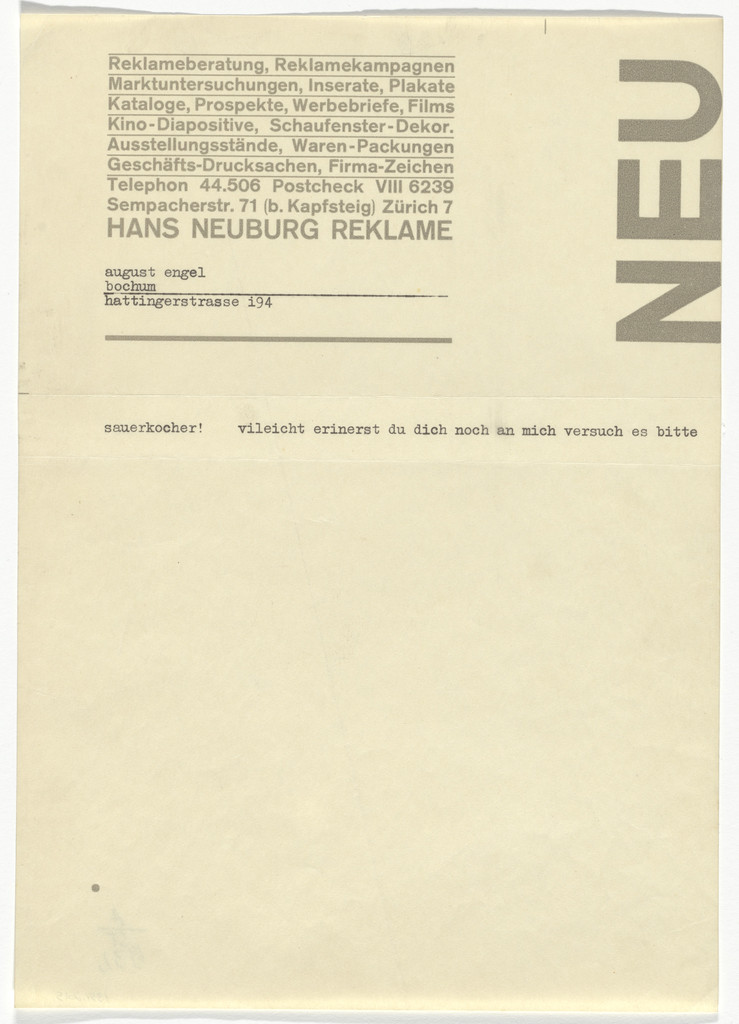 Reklameberatung, Reklamekampagnen
Marktuntersuchungen, Inserate, Plakate
Kataloge, Prospekte, Werbebriefe, Films
Kino-Diapositive, Schaufenster-Dekor.
Ausstellungsstände, Waren-Packungen
Geschäfts-Drucksachen, Firma-Zeichen
Telephon 44.506 Postcheck VIII 6239
Sempacherstr. 71 (b. Kapfsteig) Zürich 7
HANS NEUBURG REKLAME
NEU
august engel
bochum
hattingerstrasse i94
sauerkocher! vileicht erinerst du dich noch an mich versuch es bitte